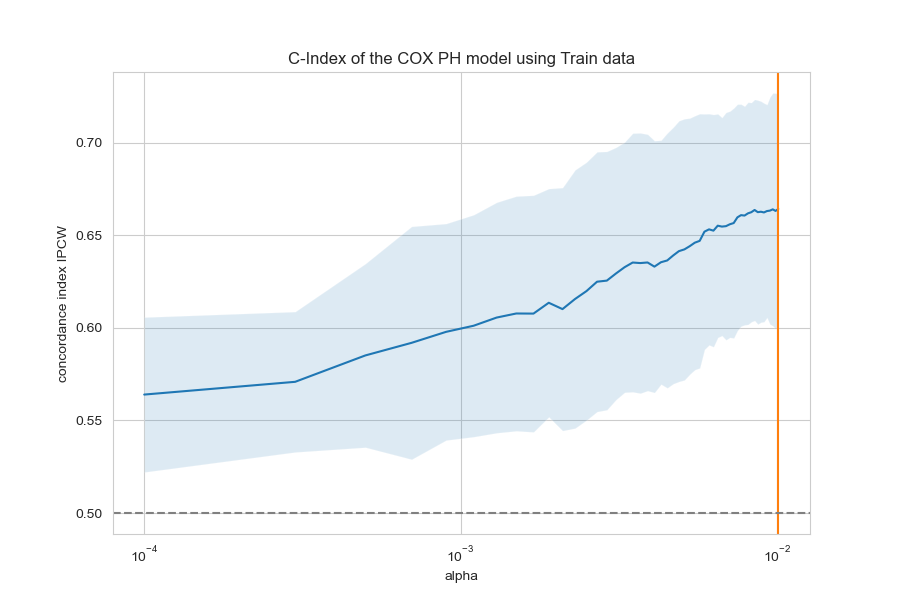 C-Index of the COX PH model using Train data
concordance index IPCW
0.70
0.65
0.60
0.55
0.50
10⁻⁴
10⁻³
10⁻²
alpha